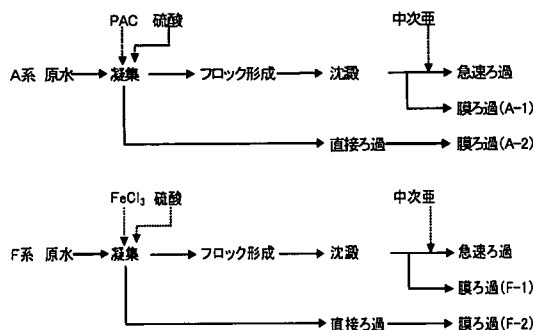 PAC 硫酸 中次亜
A系 原水 凝集 フロック形成 沈澱 急速ろ過
膜ろ過(A-1)
直接ろ過 膜ろ過(A-2)
FeCl₃ 硫酸 中次亜
F系 原水 凝集 フロック形成 沈澱 急速ろ過
膜ろ過(F-1)
直接ろ過 膜ろ過(F-2)